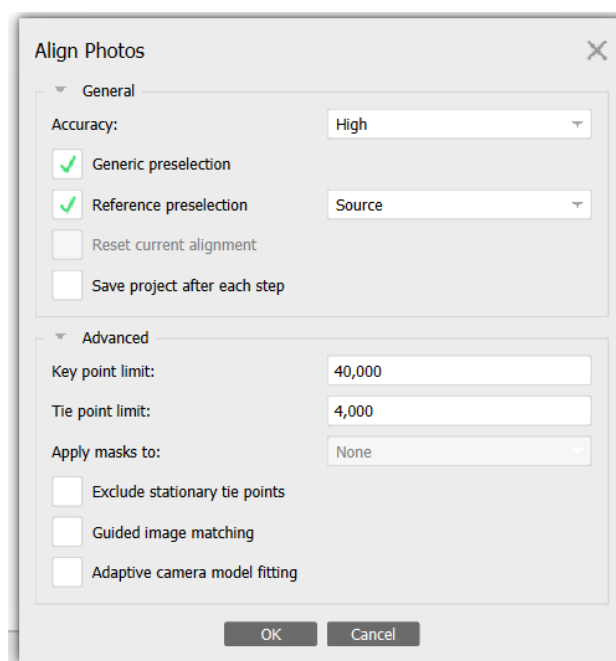 Align Photos
General
Accuracy: High
Generic preselection
Reference preselection Source
Reset current alignment
Save project after each step
Advanced
Key point limit: 40,000
Tie point limit: 4,000
Apply masks to: None
Exclude stationary tie points
Guided image matching
Adaptive camera model fitting
OK Cancel